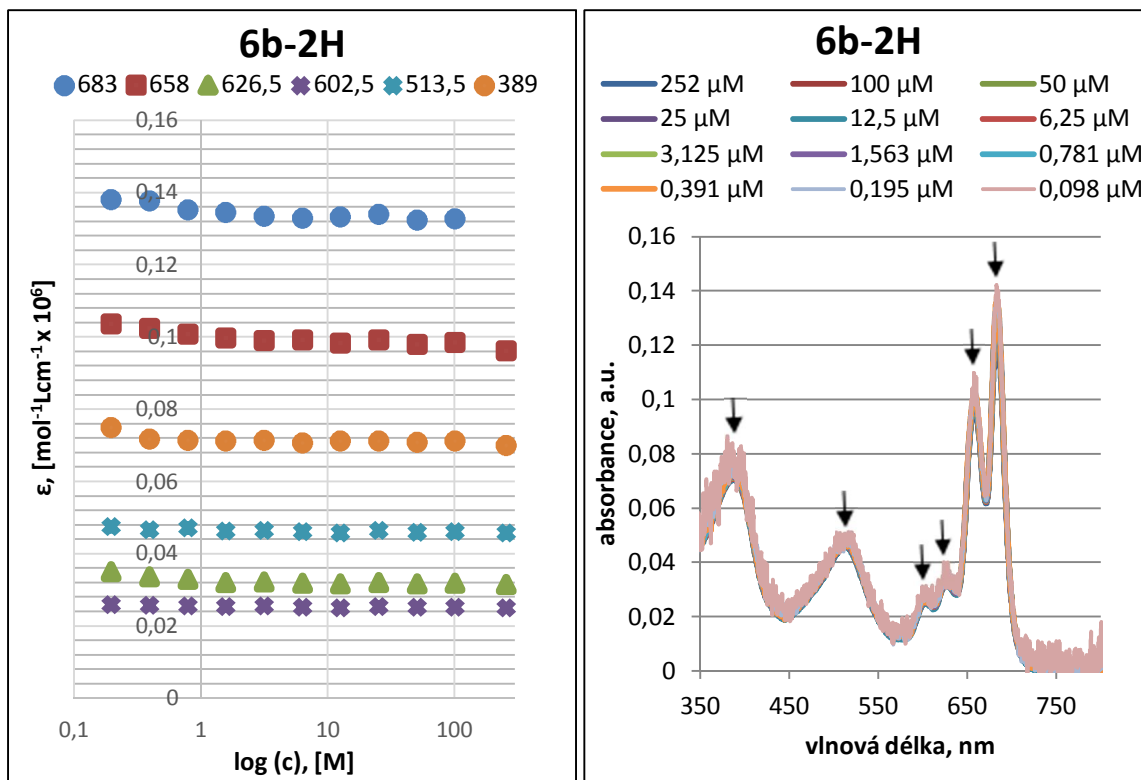 6b-2H
683 658 626,5 602,5 513,5 389
0,16
0,14
0,12
0,1
0,08
0,06
0,04
0,02
0
0,1 1 10 100
ε, [mol⁻¹Lcm⁻¹ x 10⁶]
log (c), [M]
6b-2H
252 μM 100 μM 50 μM
25 μM 12,5 μM 6,25 μM
3,125 μM 1,563 μM 0,781 μM
0,391 μM 0,195 μM 0,098 μM
0,16
0,14
0,12
0,1
0,08
0,06
0,04
0,02
0
350 450 550 650 750
absorbance, a.u.
vlnová délka, nm